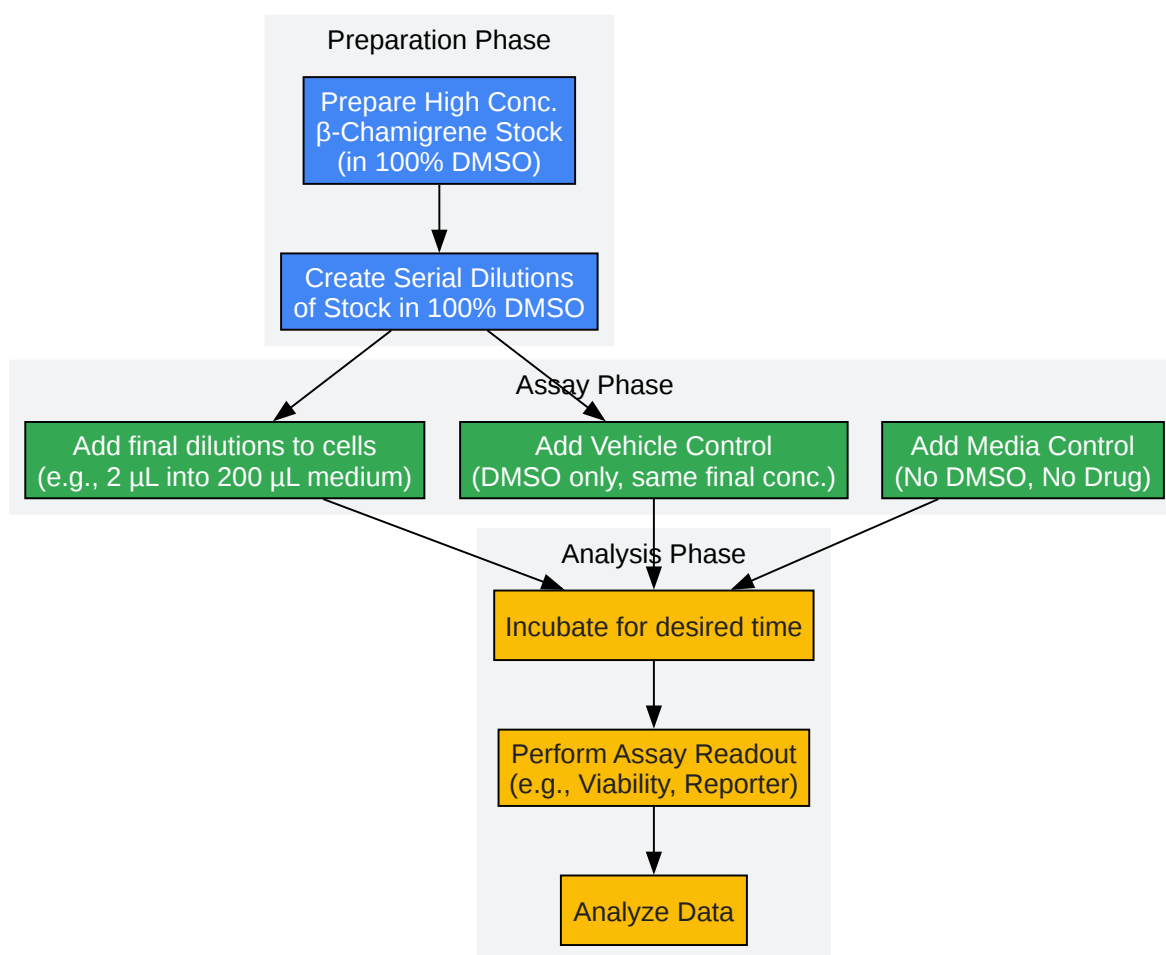 Preparation Phase
Prepare High Conc.
β-Chamigrene Stock
(in 100% DMSO)
Create Serial Dilutions
of Stock in 100% DMSO
Assay Phase
Add final dilutions to cells
(e.g., 2 µL into 200 µL medium)
Add Vehicle Control
(DMSO only, same final conc.)
Add Media Control
(No DMSO, No Drug)
Analysis Phase
Incubate for desired time
Perform Assay Readout
(e.g., Viability, Reporter)
Analyze Data